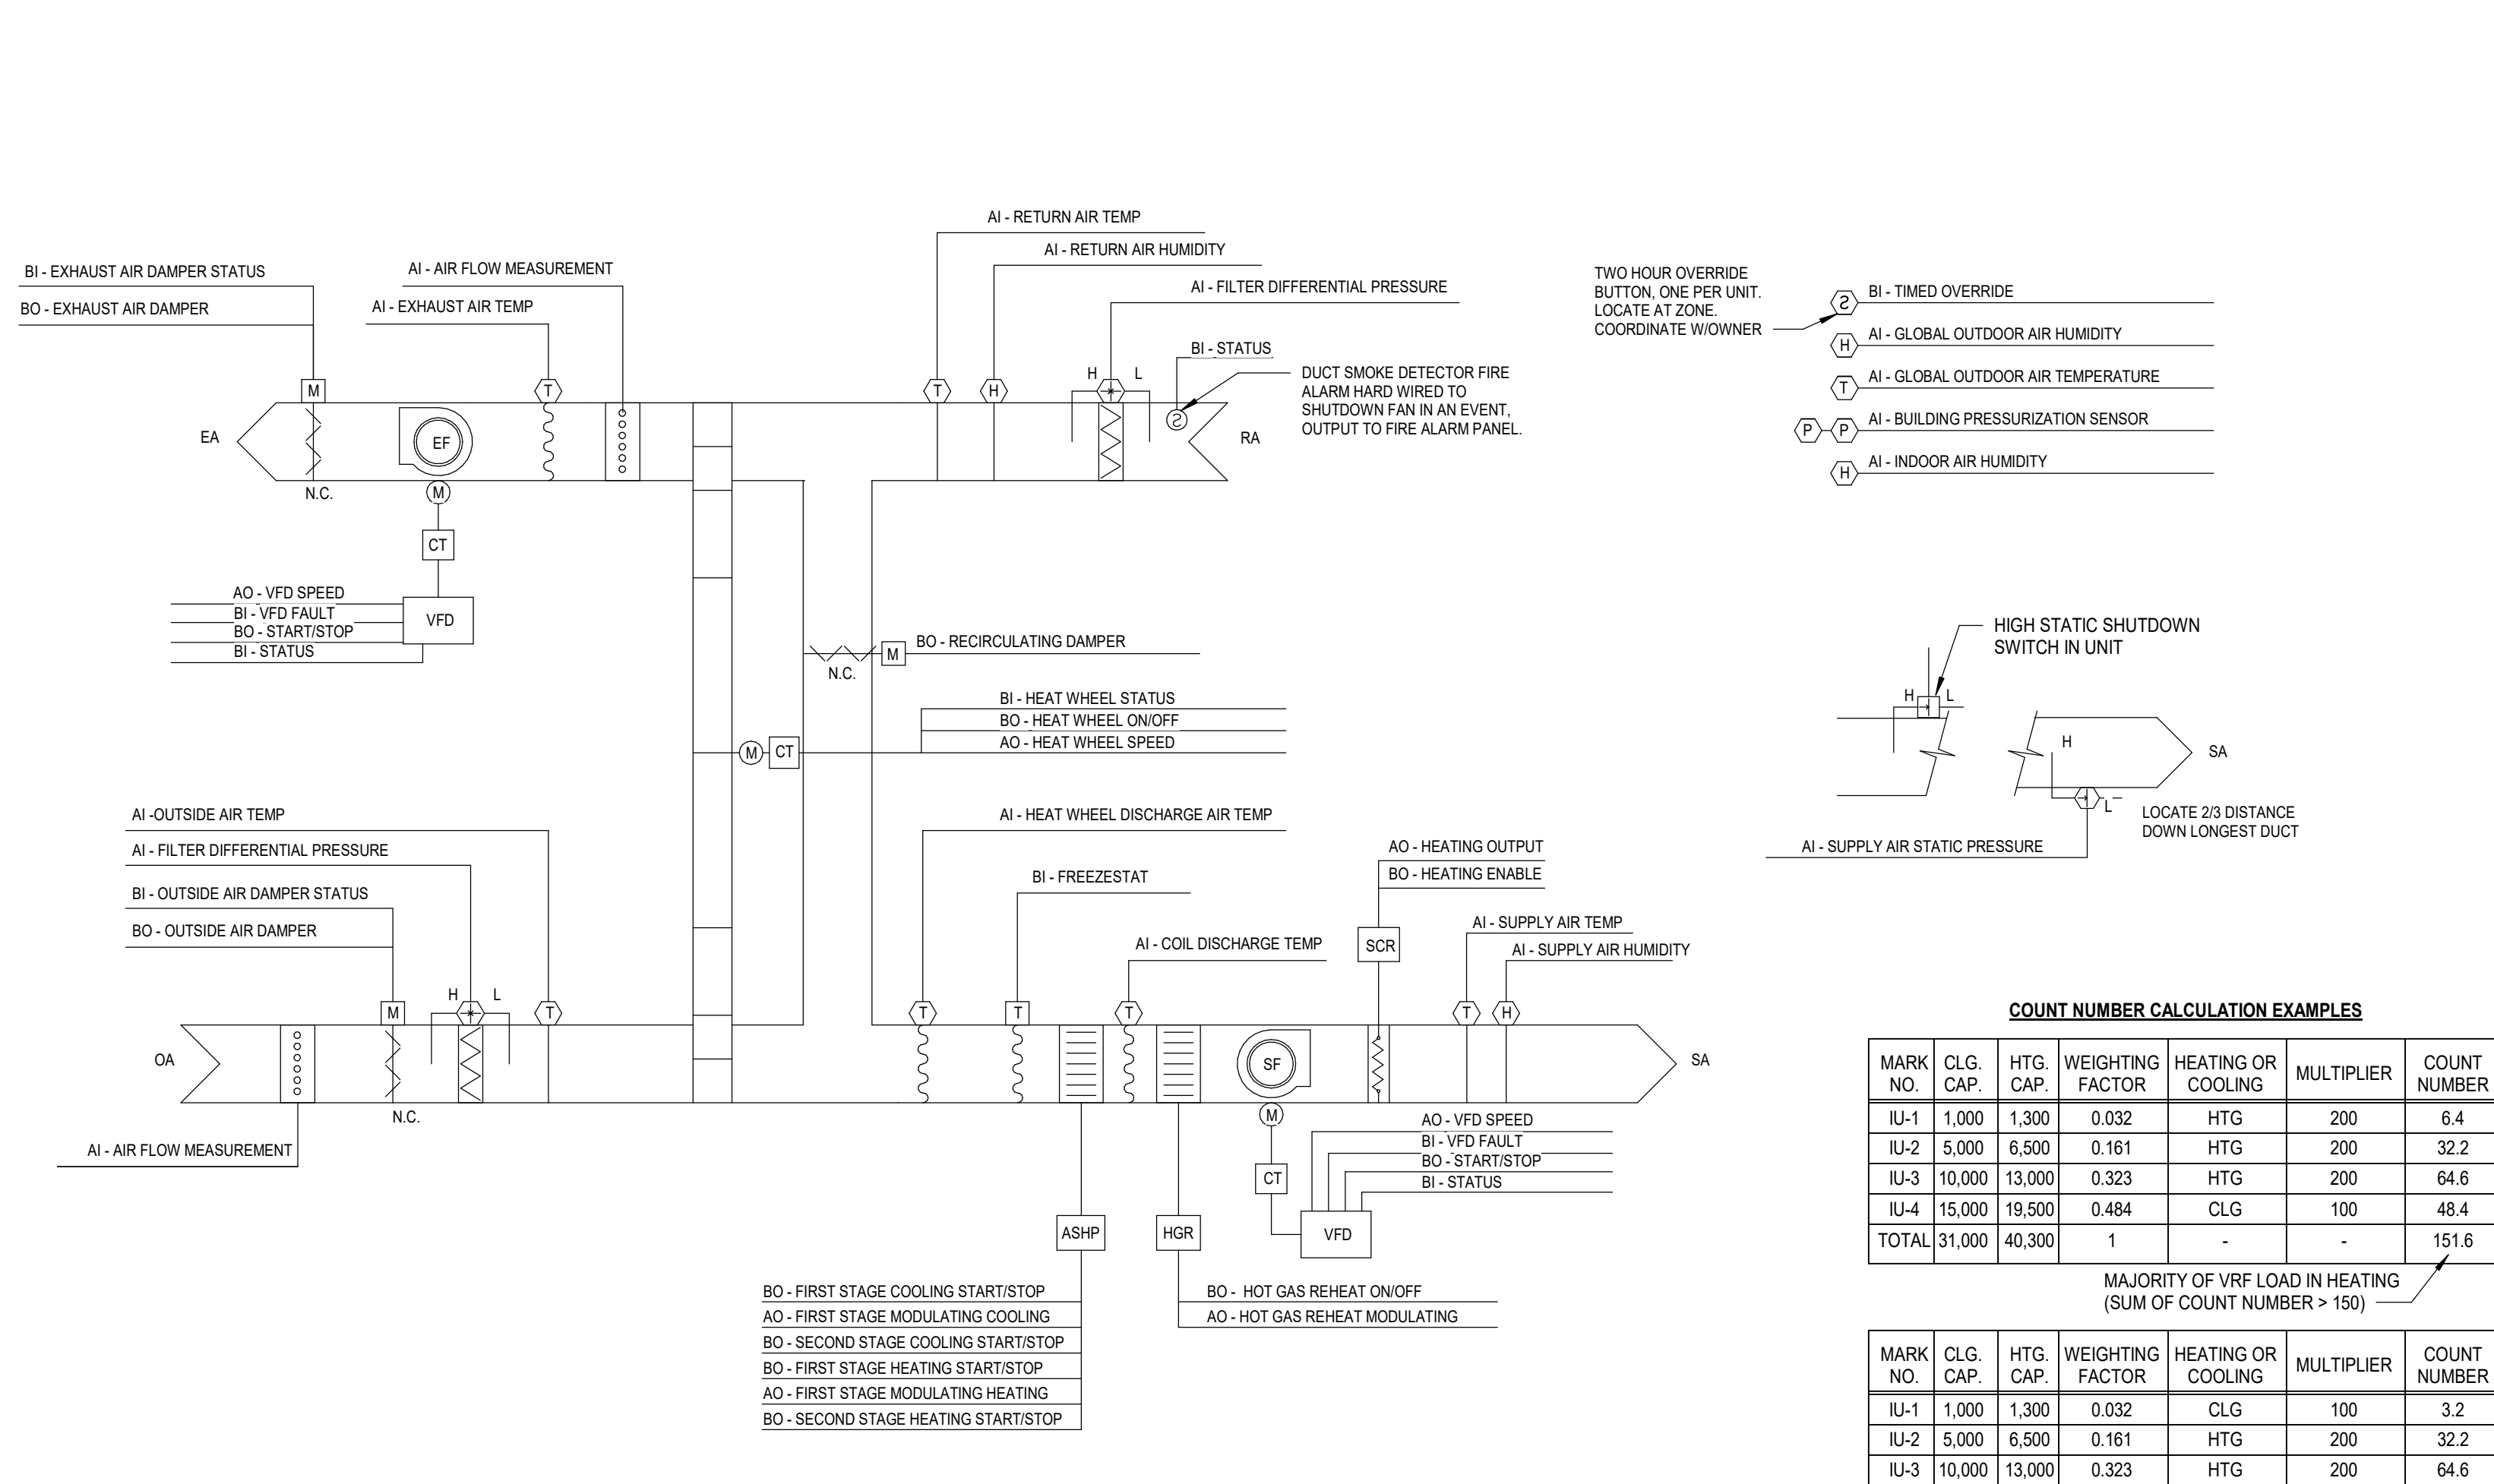 AI - RETURN AIR TEMP
AI - RETURN AIR HUMIDITY
BI - EXHAUST AIR DAMPER STATUS
BO - EXHAUST AIR DAMPER
AI - AIR FLOW MEASUREMENT
AI - EXHAUST AIR TEMP
AI - FILTER DIFFERENTIAL PRESSURE
BI - STATUS
DUCT SMOKE DETECTOR FIRE
ALARM HARD WIRED TO
SHUTDOWN FAN IN AN EVENT,
OUTPUT TO FIRE ALARM PANEL.
M
T
T
H
H
L
EA
EF
RA
N.C.
M
CT
VFD
AO - VFD SPEED
BI - VFD FAULT
BO - START/STOP
BI - STATUS
TWO HOUR OVERRIDE
BUTTON, ONE PER UNIT.
LOCATE AT ZONE.
COORDINATE W/OWNER
BI - TIMED OVERRIDE
H
AI - GLOBAL OUTDOOR AIR HUMIDITY
T
AI - GLOBAL OUTDOOR AIR TEMPERATURE
P
P
AI - BUILDING PRESSURIZATION SENSOR
H
AI - INDOOR AIR HUMIDITY
M
BO - RECIRCULATING DAMPER
N.C.
BI - HEAT WHEEL STATUS
BO - HEAT WHEEL ON/OFF
AO - HEAT WHEEL SPEED
M
CT
HIGH STATIC SHUTDOWN
SWITCH IN UNIT
H
L
H
SA
L
LOCATE 2/3 DISTANCE
DOWN LONGEST DUCT
AI - SUPPLY AIR STATIC PRESSURE
AI -OUTSIDE AIR TEMP
AI - FILTER DIFFERENTIAL PRESSURE
BI - OUTSIDE AIR DAMPER STATUS
BO - OUTSIDE AIR DAMPER
AI - HEAT WHEEL DISCHARGE AIR TEMP
BI - FREEZESTAT
AI - COIL DISCHARGE TEMP
AO - HEATING OUTPUT
BO - HEATING ENABLE
SCR
AI - SUPPLY AIR TEMP
AI - SUPPLY AIR HUMIDITY
M
H
L
T
T
T
T
T
H
OA
SF
SA
N.C.
AI - AIR FLOW MEASUREMENT
M
CT
VFD
AO - VFD SPEED
BI - VFD FAULT
BO - START/STOP
BI - STATUS
ASHP
HGR
BO - FIRST STAGE COOLING START/STOP
AO - FIRST STAGE MODULATING COOLING
BO - SECOND STAGE COOLING START/STOP
BO - FIRST STAGE HEATING START/STOP
AO - FIRST STAGE MODULATING HEATING
BO - SECOND STAGE HEATING START/STOP
BO - HOT GAS REHEAT ON/OFF
AO - HOT GAS REHEAT MODULATING
COUNT NUMBER CALCULATION EXAMPLES
MARK NO. CLG. CAP. HTG. CAP. WEIGHTING FACTOR HEATING OR COOLING MULTIPLIER COUNT NUMBER
IU-1 1,000 1,300 0.032 HTG 200 6.4
IU-2 5,000 6,500 0.161 HTG 200 32.2
IU-3 10,000 13,000 0.323 HTG 200 64.6
IU-4 15,000 19,500 0.484 CLG 100 48.4
TOTAL 31,000 40,300 1 - - 151.6
MAJORITY OF VRF LOAD IN HEATING
(SUM OF COUNT NUMBER > 150)
MARK NO. CLG. CAP. HTG. CAP. WEIGHTING FACTOR HEATING OR COOLING MULTIPLIER COUNT NUMBER
IU-1 1,000 1,300 0.032 CLG 100 3.2
IU-2 5,000 6,500 0.161 HTG 200 32.2
IU-3 10,000 13,000 0.323 HTG 200 64.6